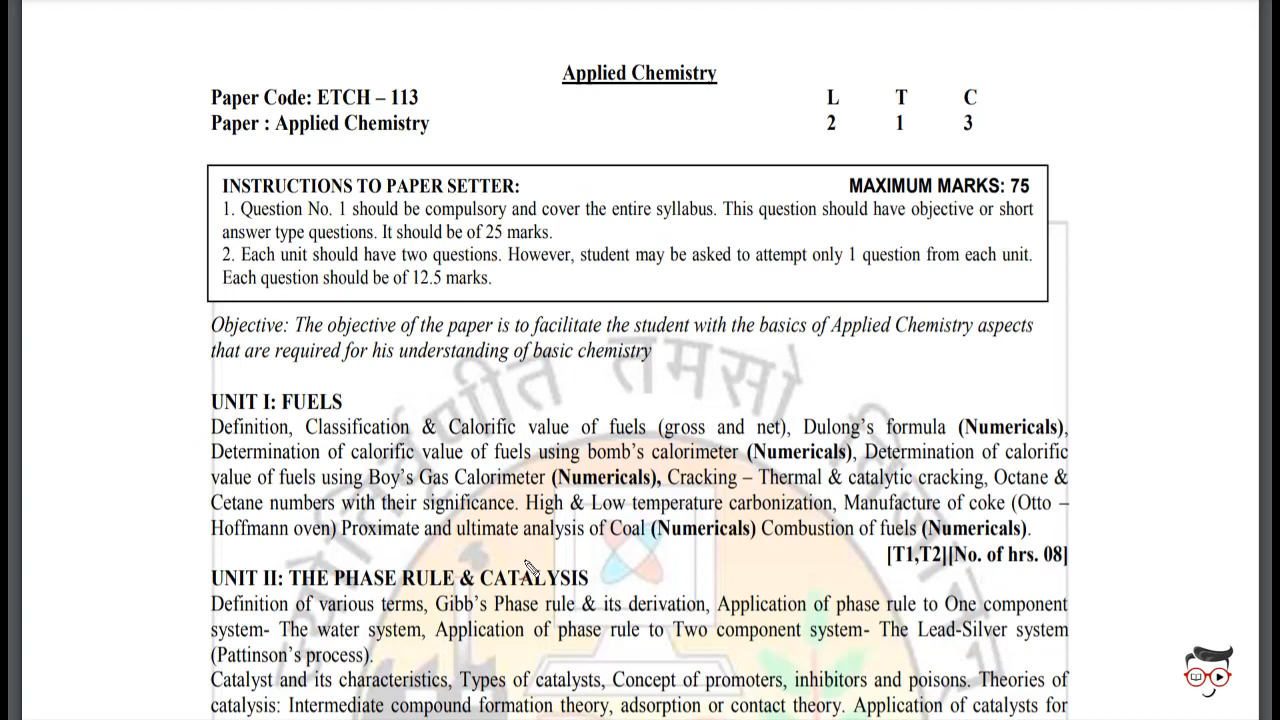 Applied Chemistry
Paper Code: ETCH – 113 L T C
Paper : Applied Chemistry 2 1 3
INSTRUCTIONS TO PAPER SETTER: MAXIMUM MARKS: 75
1. Question No. 1 should be compulsory and cover the entire syllabus. This question should have objective or short
answer type questions. It should be of 25 marks.
2. Each unit should have two questions. However, student may be asked to attempt only 1 question from each unit.
Each question should be of 12.5 marks.
Objective: The objective of the paper is to facilitate the student with the basics of Applied Chemistry aspects
that are required for his understanding of basic chemistry
UNIT I: FUELS
Definition, Classification & Calorific value of fuels (gross and net), Dulong's formula (Numericals),
Determination of calorific value of fuels using bomb's calorimeter (Numericals), Determination of calorific
value of fuels using Boy's Gas Calorimeter (Numericals), Cracking – Thermal & catalytic cracking, Octane &
Cetane numbers with their significance. High & Low temperature carbonization, Manufacture of coke (Otto –
Hoffmann oven) Proximate and ultimate analysis of Coal (Numericals) Combustion of fuels (Numericals).
[T1,T2][No. of hrs. 08]
UNIT II: THE PHASE RULE & CATALYSIS
Definition of various terms, Gibb's Phase rule & its derivation, Application of phase rule to One component
system- The water system, Application of phase rule to Two component system- The Lead-Silver system
(Pattinson's process).
Catalyst and its characteristics, Types of catalysts, Concept of promoters, inhibitors and poisons. Theories of
catalysis: Intermediate compound formation theory, adsorption or contact theory. Application of catalysts for
तमसो